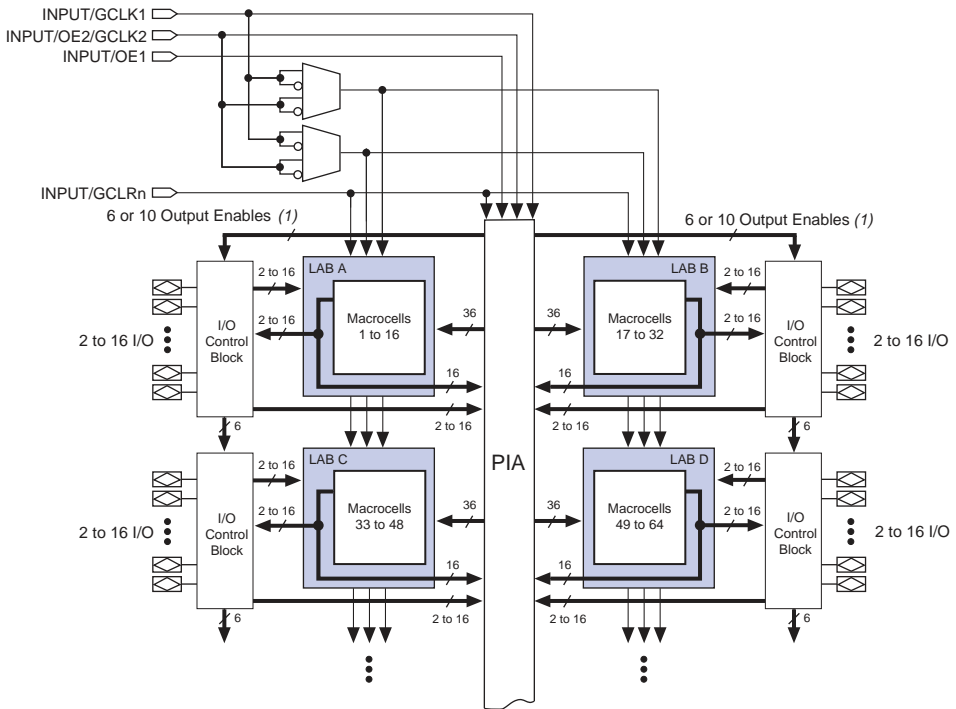 INPUT/GCLK1
INPUT/OE2/GCLK2
INPUT/OE1
INPUT/GCLRn
6 or 10 Output Enables (1)
6 or 10 Output Enables (1)
LAB A
LAB B
2 to 16
2 to 16
I/O
Control
Block
2 to 16
Macrocells
1 to 16
36
36
Macrocells
17 to 32
2 to 16
I/O
Control
Block
2 to 16 I/O
2 to 16 I/O
16
16
2 to 16
2 to 16
6
6
PIA
LAB C
LAB D
2 to 16
2 to 16
I/O
Control
Block
2 to 16
Macrocells
33 to 48
36
36
Macrocells
49 to 64
2 to 16
I/O
Control
Block
2 to 16 I/O
2 to 16 I/O
16
16
2 to 16
2 to 16
6
6